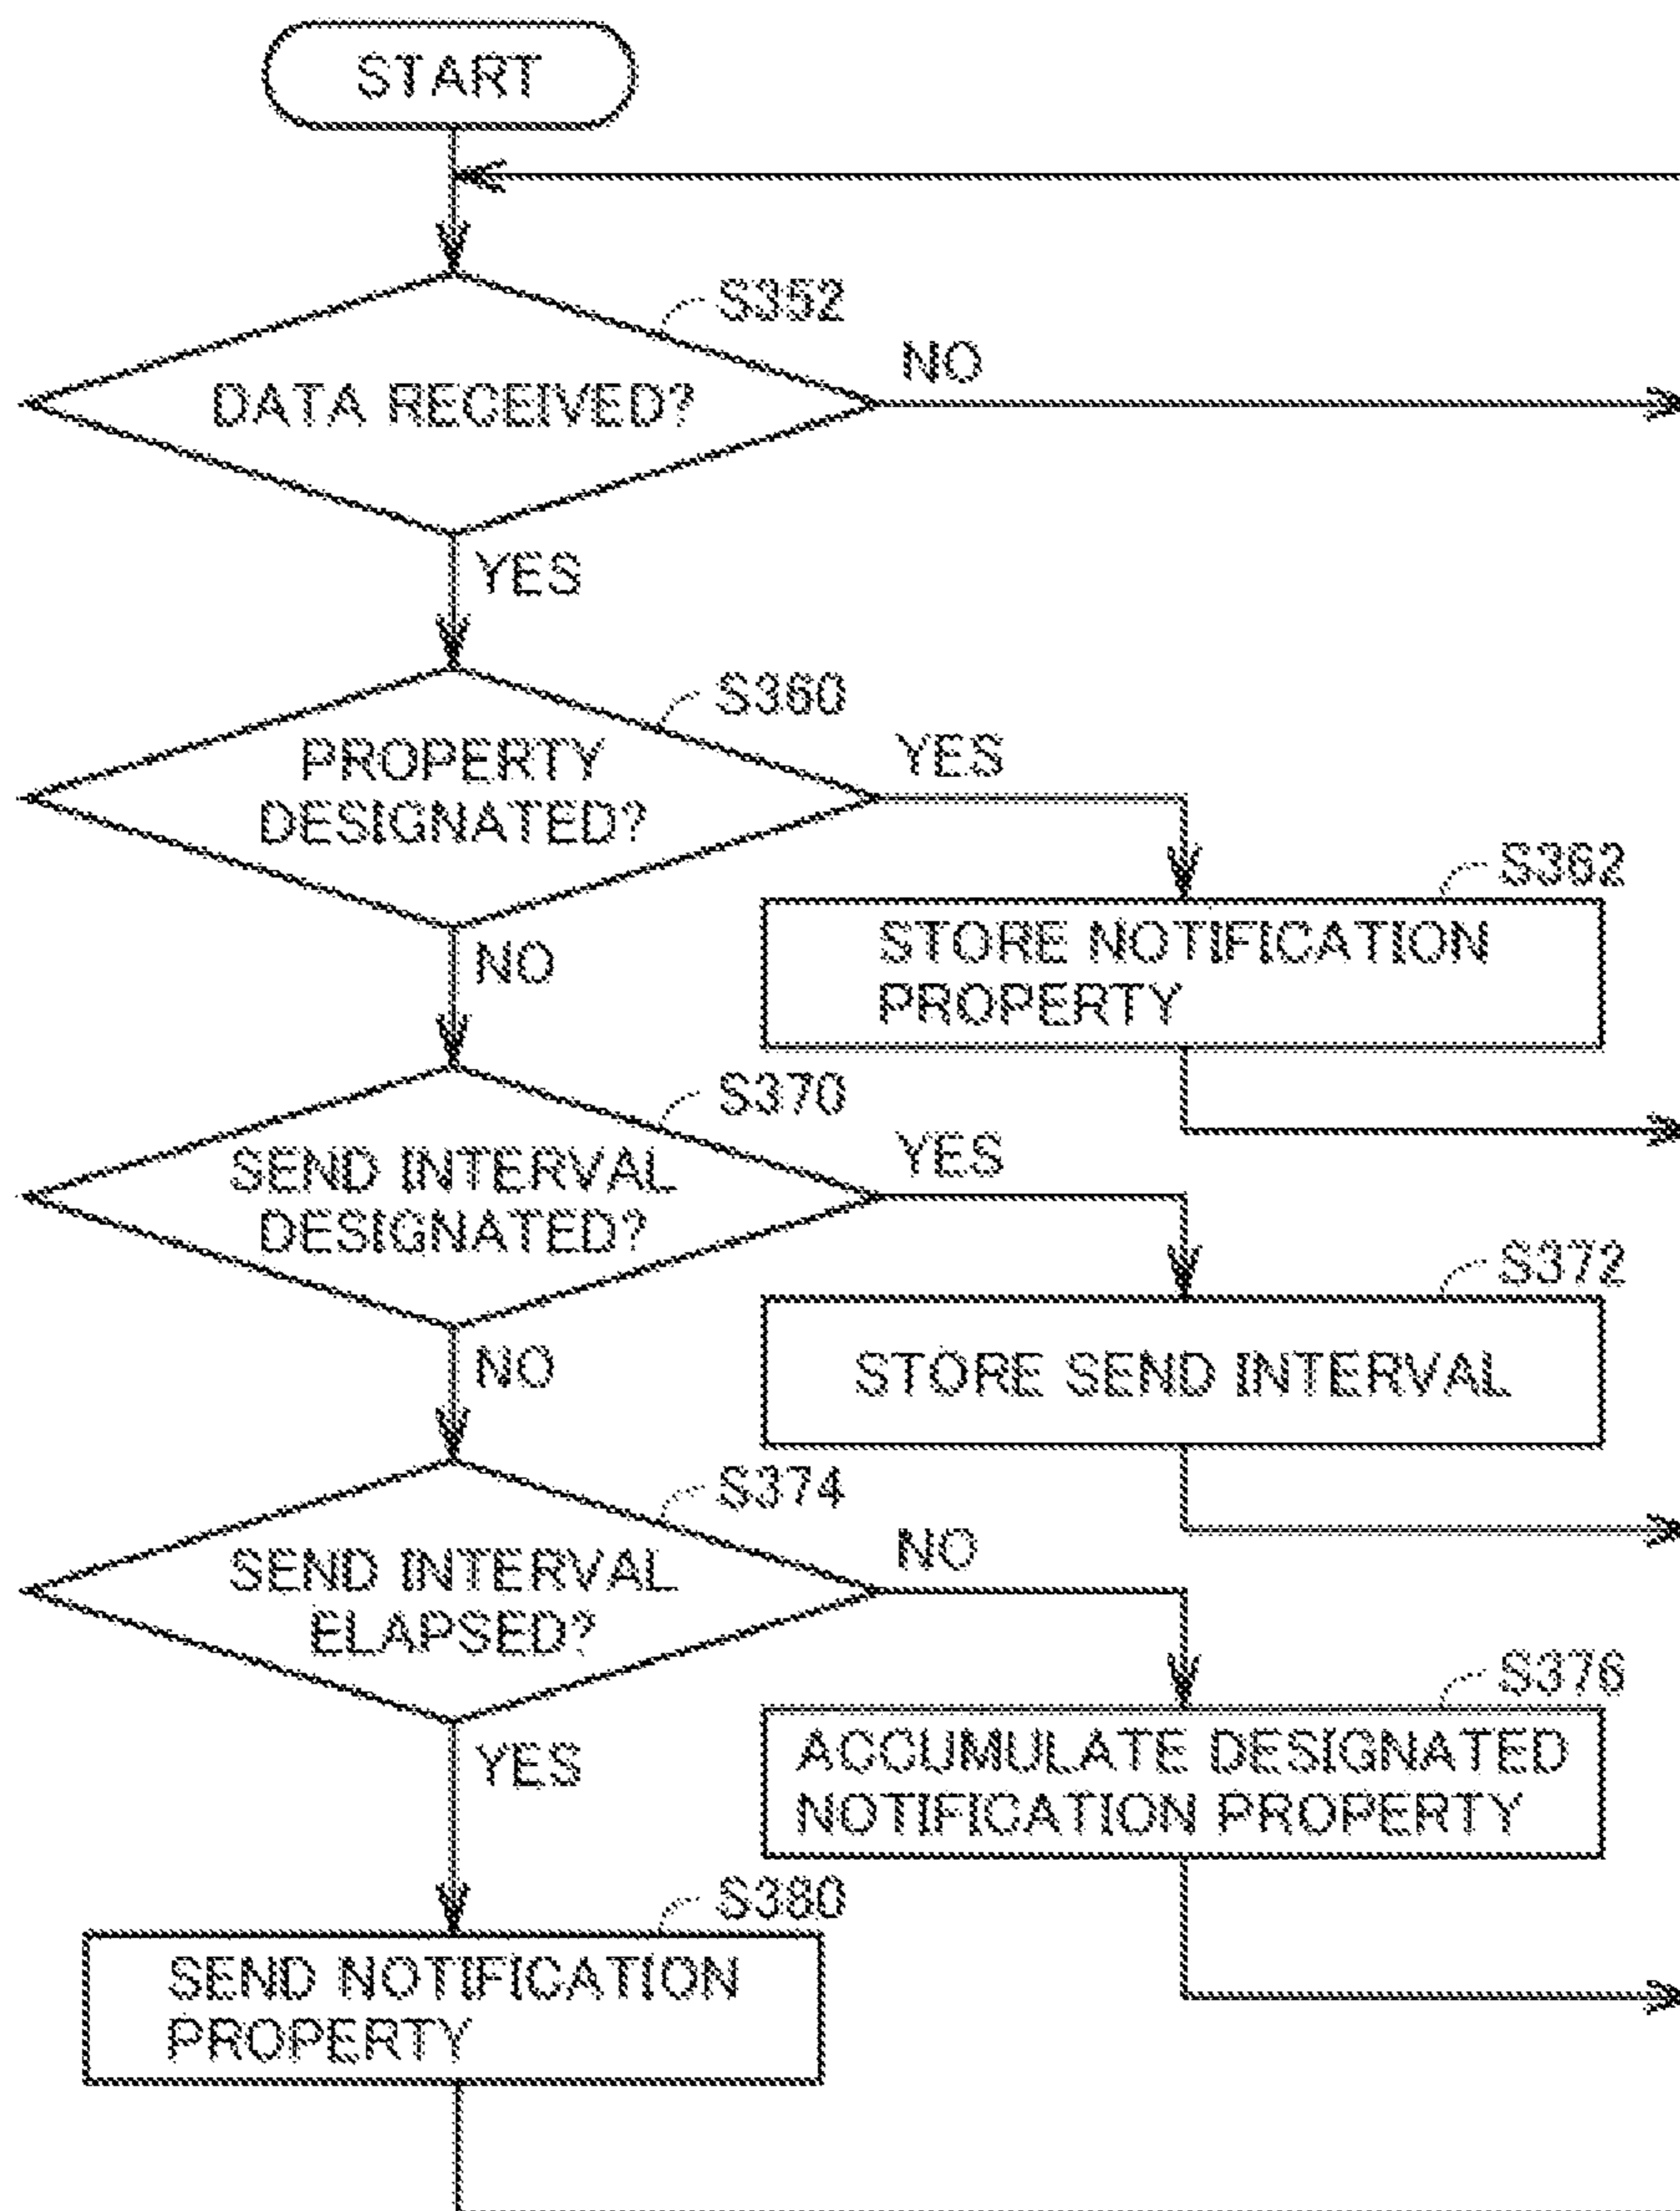 START
S352
DATA RECEIVED?
NO
YES
S360
PROPERTY
DESIGNATED?
YES
NO
S362
STORE NOTIFICATION
PROPERTY
S370
SEND INTERVAL
DESIGNATED?
YES
NO
S372
STORE SEND INTERVAL
S374
SEND INTERVAL
ELAPSED?
NO
YES
S376
ACCUMULATE DESIGNATED
NOTIFICATION PROPERTY
S380
SEND NOTIFICATION
PROPERTY